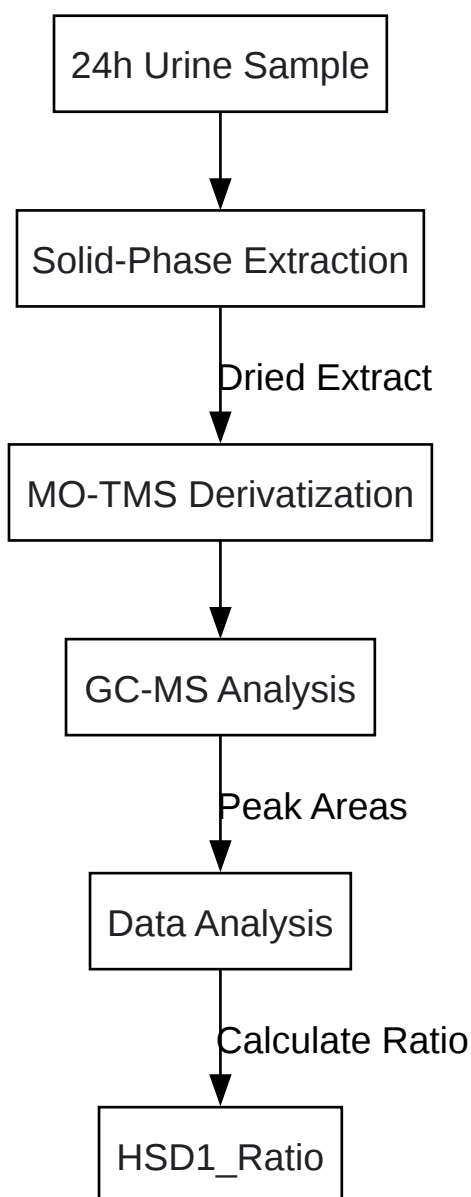 24h Urine Sample
Solid-Phase Extraction
Dried Extract
MO-TMS Derivatization
GC-MS Analysis
Peak Areas
Data Analysis
Calculate Ratio
HSD1_Ratio